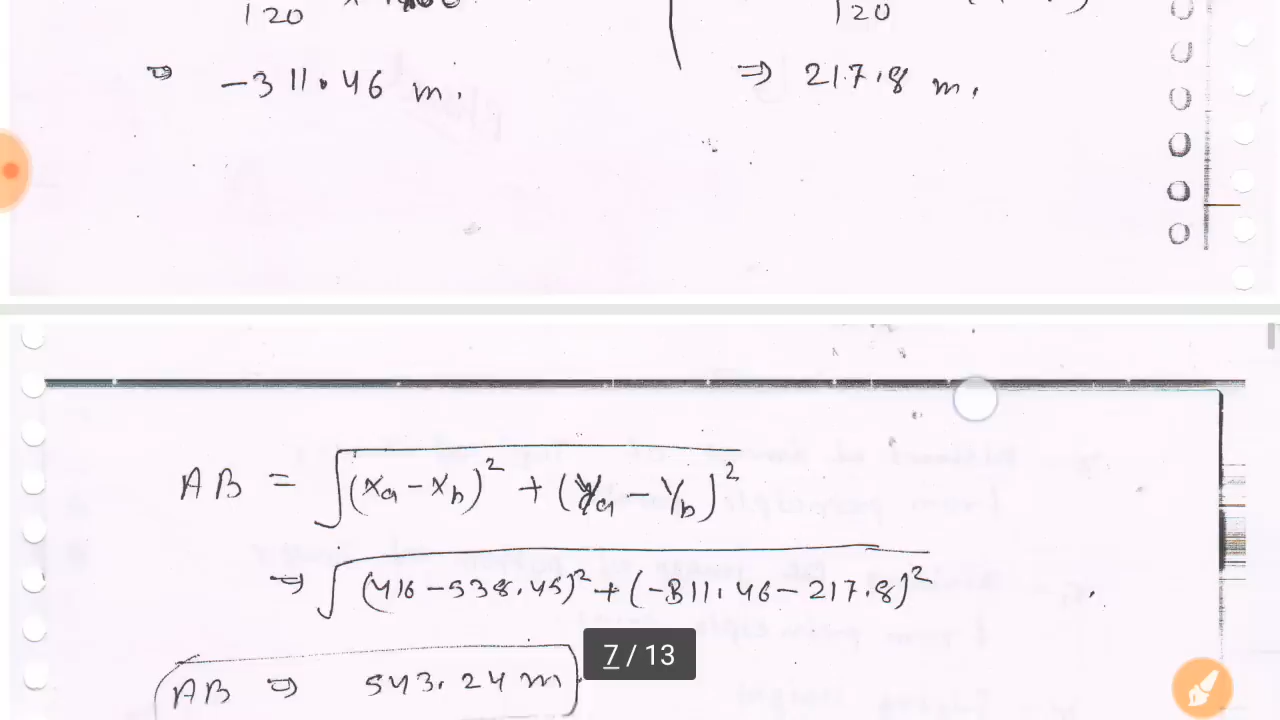 120
120
⇒ -311.46 m.
⇒ 217.8 m.
AB = √(Xa - Xb)² + (Ya - Yb)²
⇒ √(416 - 538.45)² + (-311.46 - 217.8)²
7 / 13
AB ⇒ 543.24 m